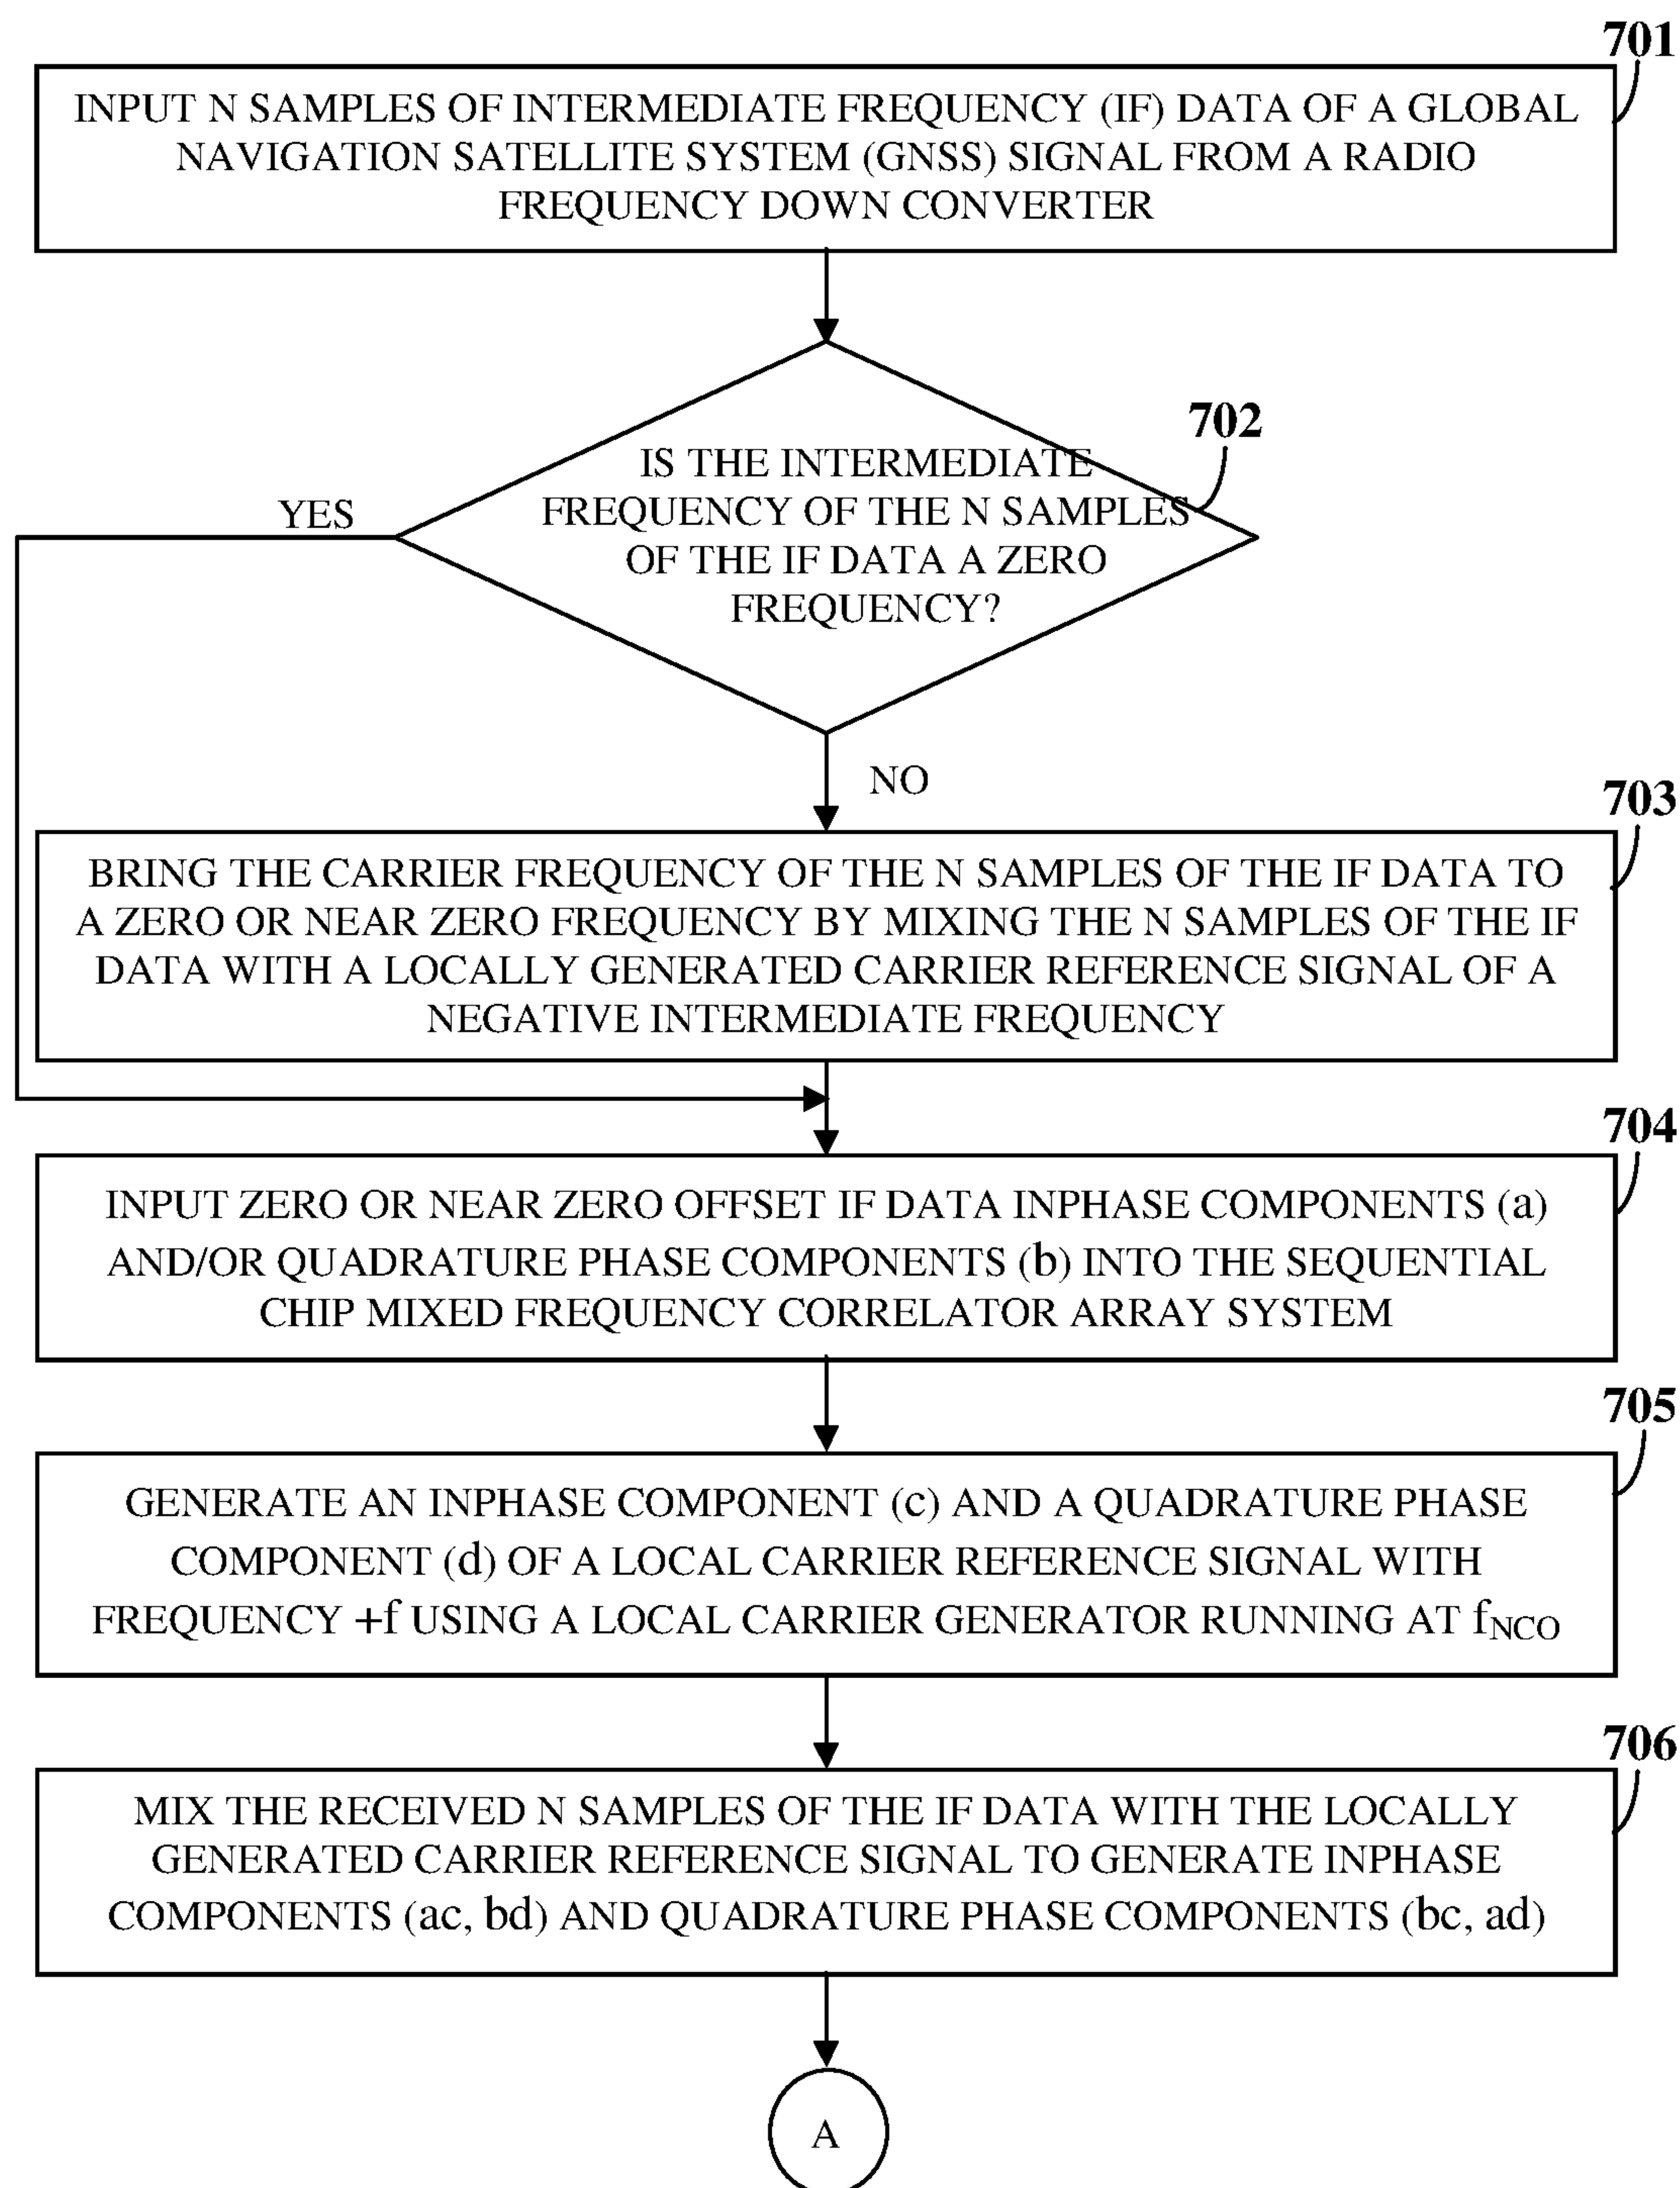 701
INPUT N SAMPLES OF INTERMEDIATE FREQUENCY (IF) DATA OF A GLOBAL
NAVIGATION SATELLITE SYSTEM (GNSS) SIGNAL FROM A RADIO
FREQUENCY DOWN CONVERTER
702
IS THE INTERMEDIATE
FREQUENCY OF THE N SAMPLES
OF THE IF DATA A ZERO
FREQUENCY?
YES
NO
703
BRING THE CARRIER FREQUENCY OF THE N SAMPLES OF THE IF DATA TO
A ZERO OR NEAR ZERO FREQUENCY BY MIXING THE N SAMPLES OF THE IF
DATA WITH A LOCALLY GENERATED CARRIER REFERENCE SIGNAL OF A
NEGATIVE INTERMEDIATE FREQUENCY
704
INPUT ZERO OR NEAR ZERO OFFSET IF DATA INPHASE COMPONENTS (a)
AND/OR QUADRATURE PHASE COMPONENTS (b) INTO THE SEQUENTIAL
CHIP MIXED FREQUENCY CORRELATOR ARRAY SYSTEM
705
GENERATE AN INPHASE COMPONENT (c) AND A QUADRATURE PHASE
COMPONENT (d) OF A LOCAL CARRIER REFERENCE SIGNAL WITH
FREQUENCY +f USING A LOCAL CARRIER GENERATOR RUNNING AT fNCO
706
MIX THE RECEIVED N SAMPLES OF THE IF DATA WITH THE LOCALLY
GENERATED CARRIER REFERENCE SIGNAL TO GENERATE INPHASE
COMPONENTS (ac, bd) AND QUADRATURE PHASE COMPONENTS (bc, ad)
A